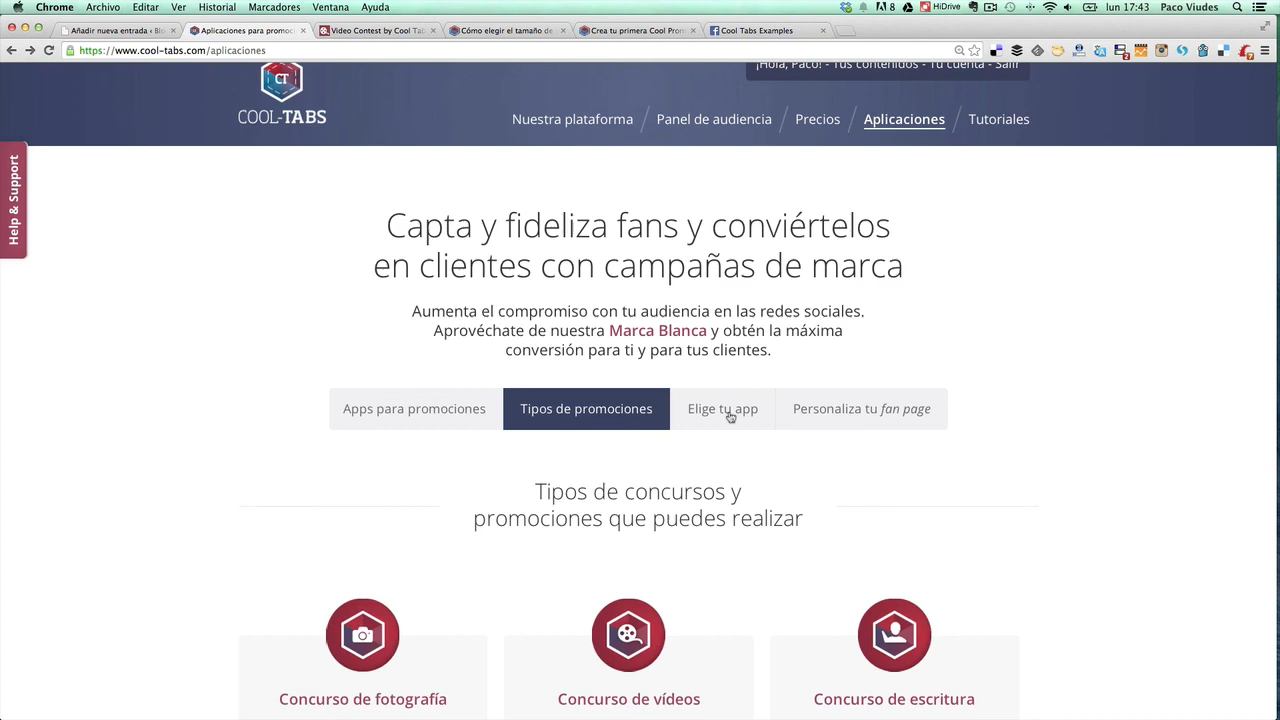 Chrome Archivo Editar Ver Historial Marcadores Ventana Ayuda 8 HiDrive lun 17:43 Paco Viudes
Añadir nueva entrada ‹ Blo
Aplicaciones para promoc
Video Contest by Cool Tab
Cómo elegir el tamaño de
Crea tu primera Cool Prom
Cool Tabs Examples
https://www.cool-tabs.com/aplicaciones
¡Hola, Paco! - Tus contenidos - Tu cuenta - Salir
CT
COOL-TABS
Nuestra plataforma Panel de audiencia Precios Aplicaciones Tutoriales
Help & Support
Capta y fideliza fans y conviértelos
en clientes con campañas de marca
Aumenta el compromiso con tu audiencia en las redes sociales.
Aprovéchate de nuestra Marca Blanca y obtén la máxima
conversión para ti y para tus clientes.
Apps para promociones Tipos de promociones Elige tu app Personaliza tu fan page
Tipos de concursos y
promociones que puedes realizar
Concurso de fotografía Concurso de vídeos Concurso de escritura